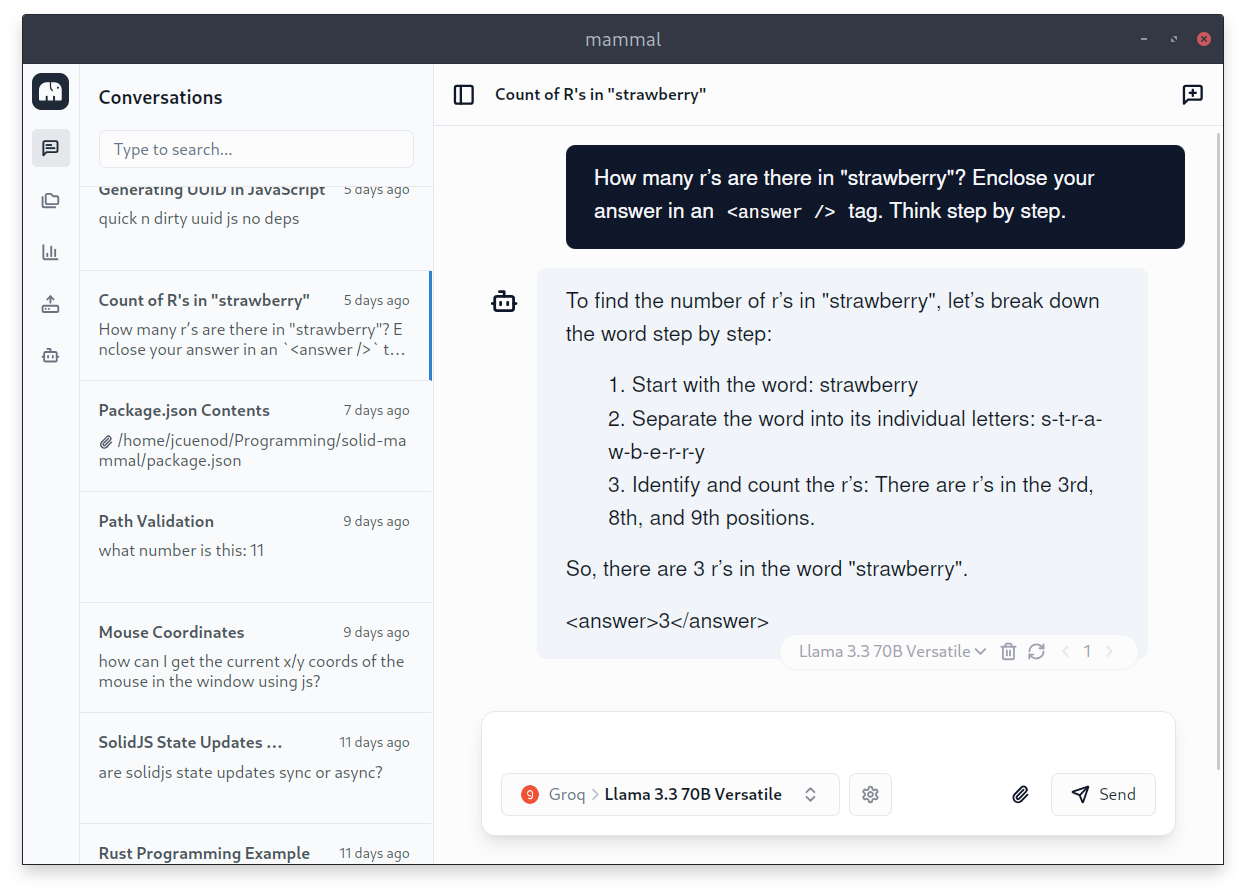 mammal
Conversations
Type to search...
Generating UUID in JavaScript 5 days ago
quick n dirty uuid js no deps
Count of R's in "strawberry" 5 days ago
How many r’s are there in "strawberry"? E
nclose your answer in an `<answer />` t...
Package.json Contents 7 days ago
/home/jcuenod/Programming/solid-ma
mmal/package.json
Path Validation 9 days ago
what number is this: 11
Mouse Coordinates 9 days ago
how can I get the current x/y coords of the
mouse in the window using js?
SolidJS State Updates ... 11 days ago
are solidjs state updates sync or async?
Rust Programming Example 11 days ago
Count of R's in "strawberry"
How many r’s are there in "strawberry"? Enclose your
answer in an <answer /> tag. Think step by step.
To find the number of r’s in "strawberry", let’s break down
the word step by step:
1. Start with the word: strawberry
2. Separate the word into its individual letters: s-t-r-a-
w-b-e-r-r-y
3. Identify and count the r’s: There are r’s in the 3rd,
8th, and 9th positions.
So, there are 3 r’s in the word "strawberry".
<answer>3</answer>
Llama 3.3 70B Versatile 1
9 Groq Llama 3.3 70B Versatile
Send